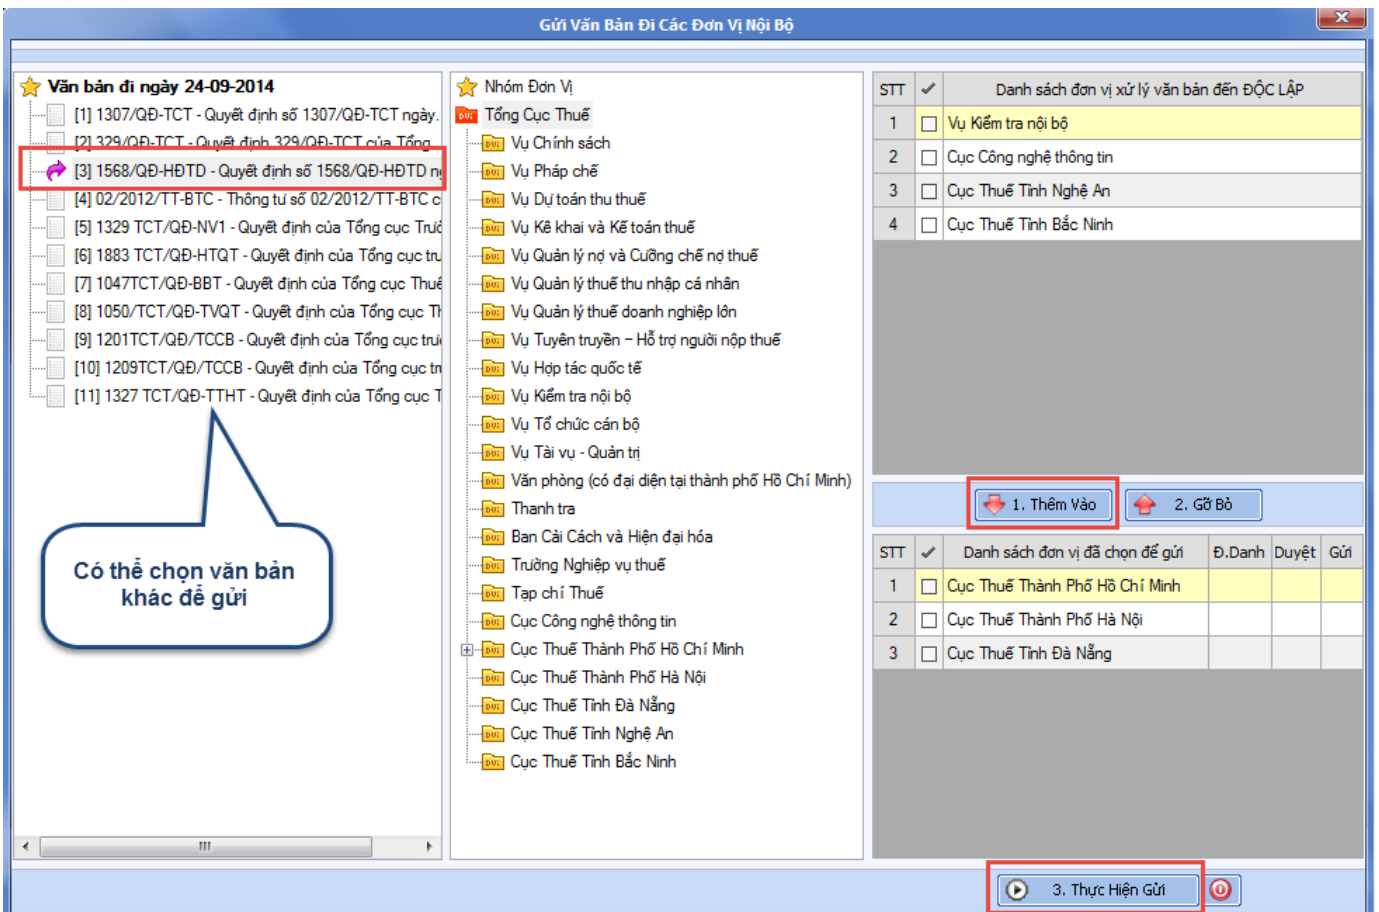 Gửi Văn Bản Đi Các Đơn Vị Nội Bộ
Văn bản đi ngày 24-09-2014
[1] 1307/QĐ-TCT - Quyết định số 1307/QĐ-TCT ngày.
[2] 329/QĐ-TCT - Quyết định 329/QĐ-TCT của Tổng
[3] 1568/QĐ-HĐTD - Quyết định số 1568/QĐ-HĐTD
[4] 02/2012/TT-BTC - Thông tư số 02/2012/TT-BTC
[5] 1329 TCT/QĐ-NV1 - Quyết định của Tổng cục
[6] 1883 TCT/QĐ-HTQT - Quyết định của Tổng cục
[7] 1047TCT/QĐ-BBT - Quyết định của Tổng cục Thuế
[8] 1050/TCT/QĐ-TVQT - Quyết định của Tổng cục
[9] 1201TCT/QĐ/TCCB - Quyết định của Tổng cục
[10] 1209TCT/QĐ/TCCB - Quyết định của Tổng cục
[11] 1327 TCT/QĐ-TTHT - Quyết định của Tổng cục
Có thể chọn văn bản
khác để gửi
Nhóm Đơn Vị
Tổng Cục Thuế
Vụ Chính sách
Vụ Pháp chế
Vụ Dự toán thu thuế
Vụ Kê khai và Kế toán thuế
Vụ Quản lý nợ và Cưỡng chế nợ thuế
Vụ Quản lý thuế thu nhập cá nhân
Vụ Quản lý thuế doanh nghiệp lớn
Vụ Tuyên truyền – Hỗ trợ người nộp thuế
Vụ Hợp tác quốc tế
Vụ Kiểm tra nội bộ
Vụ Tổ chức cán bộ
Vụ Tài vụ - Quản trị
Văn phòng (có đại diện tại thành phố Hồ Chí Minh)
Thanh tra
Ban Cải Cách và Hiện đại hóa
Trường Nghiệp vụ thuế
Tạp chí Thuế
Cục Công nghệ thông tin
Cục Thuế Thành Phố Hồ Chí Minh
Cục Thuế Thành Phố Hà Nội
Cục Thuế Tỉnh Đà Nẵng
Cục Thuế Tỉnh Nghệ An
Cục Thuế Tỉnh Bắc Ninh
STT Danh sách đơn vị xử lý văn bản đến ĐỘC LẬP
1 Vụ Kiểm tra nội bộ
2 Cục Công nghệ thông tin
3 Cục Thuế Tỉnh Nghệ An
4 Cục Thuế Tỉnh Bắc Ninh
1. Thêm Vào 2. Gỡ Bỏ
STT Danh sách đơn vị đã chọn để gửi Đ.Danh Duyệt Gửi
1 Cục Thuế Thành Phố Hồ Chí Minh
2 Cục Thuế Thành Phố Hà Nội
3 Cục Thuế Tỉnh Đà Nẵng
3. Thực Hiện Gửi